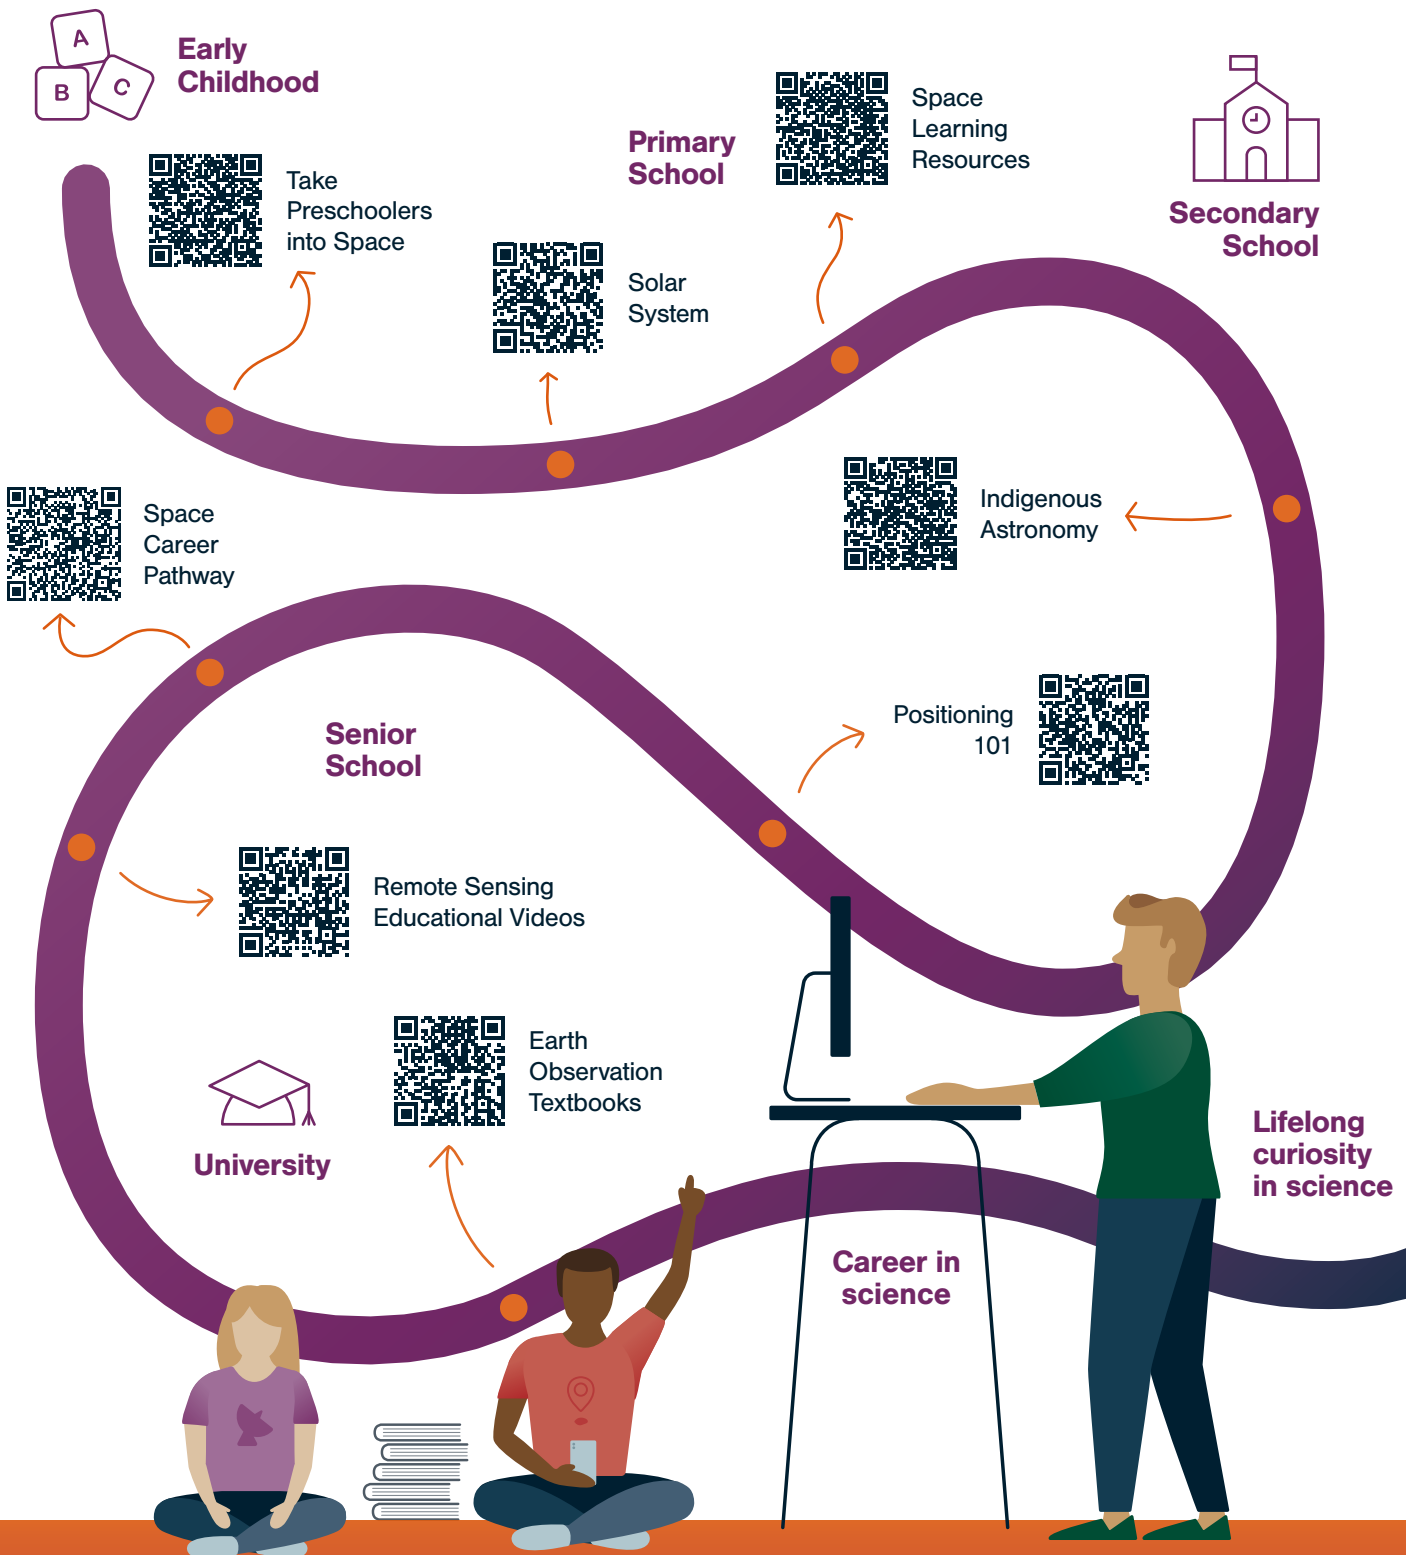 A
B
C
Early
Childhood
Take
Preschoolers
into Space
Solar
System
Primary
School
Space
Learning
Resources
Secondary
School
Indigenous
Astronomy
Positioning
101
Space
Career
Pathway
Senior
School
Remote Sensing
Educational Videos
Earth
Observation
Textbooks
University
Career in
science
Lifelong
curiosity
in science